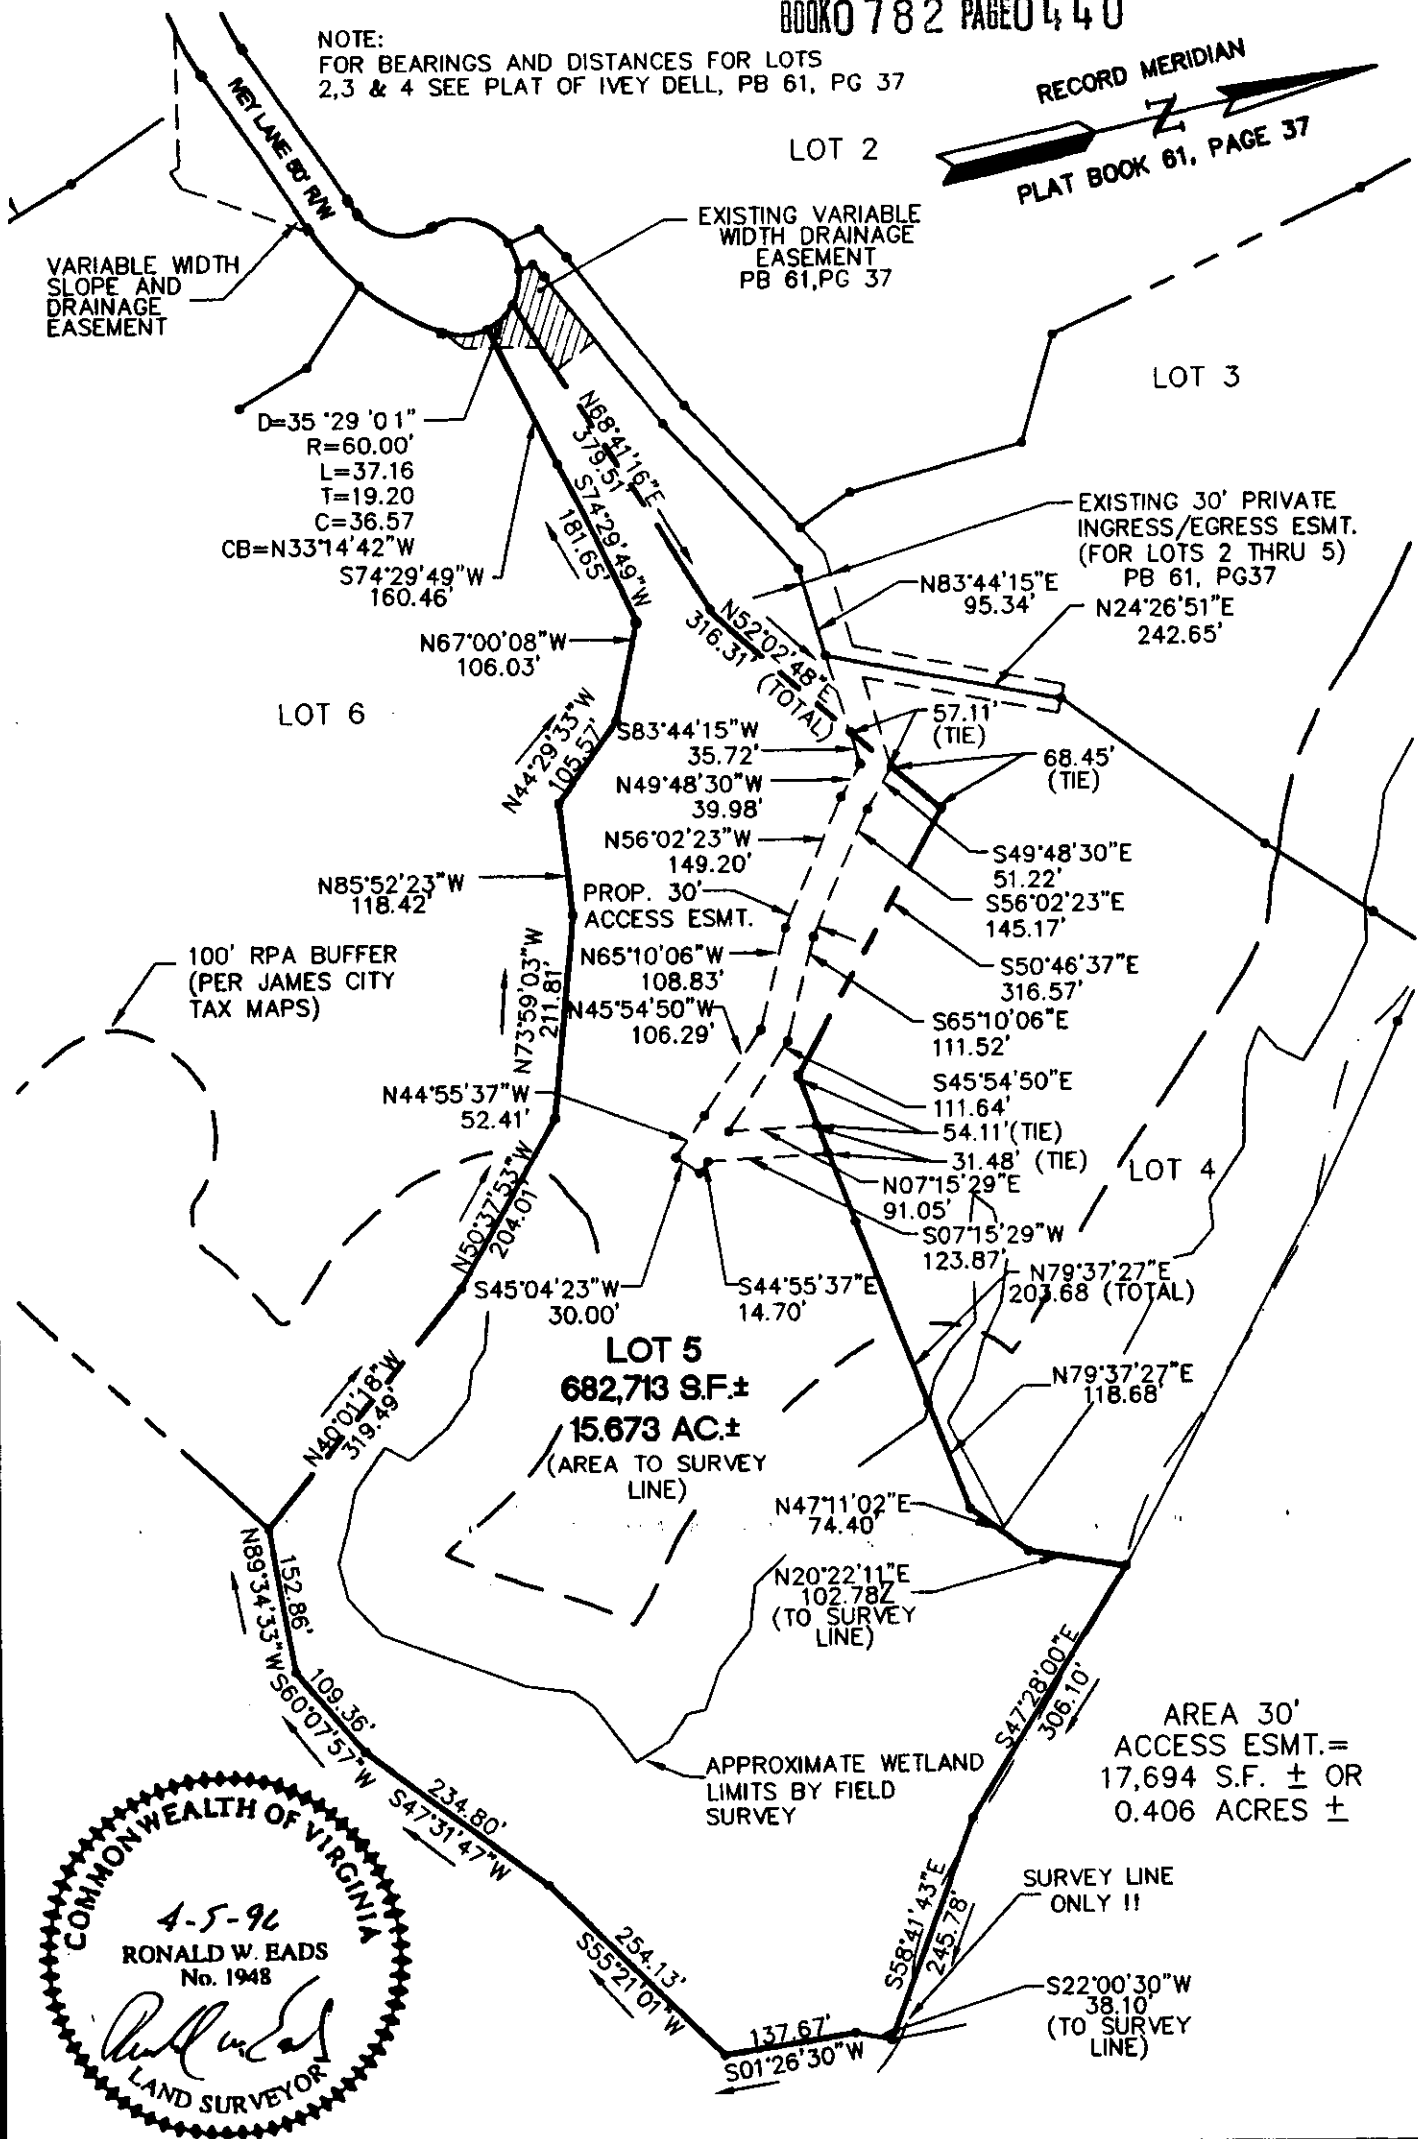 BOOK0782 PAGE0440
NOTE:
FOR BEARINGS AND DISTANCES FOR LOTS
2,3 & 4 SEE PLAT OF IVEY DELL, PB 61, PG 37
RECORD MERIDIAN
Z
PLAT BOOK 61, PAGE 37
LOT 2
LANE 50' R/W
EXISTING VARIABLE
WIDTH DRAINAGE
EASEMENT
PB 61,PG 37
VARIABLE WIDTH
SLOPE AND
DRAINAGE
EASEMENT
LOT 3
D=35°29'01"
R=60.00'
L=37.16
T=19.20
C=36.57
CB=N33°14'42"W
S74°29'49"W
160.46'
N68°41'16"E
379.51'
S74°29'49"W
181.65'
EXISTING 30' PRIVATE
INGRESS/EGRESS ESMT.
(FOR LOTS 2 THRU 5)
PB 61, PG37
N83°44'15"E
95.34'
N24°26'51"E
242.65'
N52°02'48"E
316.31'
(TOTAL)
N67°00'08"W
106.03'
LOT 6
N44°29'33"W
105.57'
S83°44'15"W
35.72'
57.11'
(TIE)
68.45'
(TIE)
N49°48'30"W
39.98'
N56°02'23"W
149.20'
S49°48'30"E
51.22'
N85°52'23"W
118.42'
PROP. 30'
ACCESS ESMT.
S56°02'23"E
145.17'
100' RPA BUFFER
(PER JAMES CITY
TAX MAPS)
N73°59'03"W
211.81'
N65°10'06"W
108.83'
S50°46'37"E
316.57'
N45°54'50"W
106.29'
S65°10'06"E
111.52'
N44°55'37"W
52.41'
S45°54'50"E
111.64'
54.11'(TIE)
31.48' (TIE)
LOT 4
N07°15'29"E
91.05'
N50°37'53"W
204.01'
S07°15'29"W
123.87'
S45°04'23"W
30.00'
S44°55'37"E
14.70'
N79°37'27"E
203.68 (TOTAL)
LOT 5
682,713 S.F.±
15.673 AC.±
(AREA TO SURVEY
LINE)
N40°01'18"W
319.49'
N79°37'27"E
118.68'
N47°11'02"E
74.40'
N89°34'33"W
152.86'
N20°22'11"E
102.78Z
(TO SURVEY
LINE)
S60°07'57"W
109.36'
S47°28'00"E
306.10'
AREA 30'
ACCESS ESMT.=
17,694 S.F. ± OR
0.406 ACRES ±
APPROXIMATE WETLAND
LIMITS BY FIELD
SURVEY
234.80'
S47°31'47"W
SURVEY LINE
ONLY !!
S58°41'43"E
245.78'
254.13'
S55°21'01"W
S22°00'30"W
38.10'
(TO SURVEY
LINE)
137.67'
S01°26'30"W
COMMONWEALTH OF VIRGINIA
4-5-96
RONALD W. EADS
No. 1948
LAND SURVEYOR